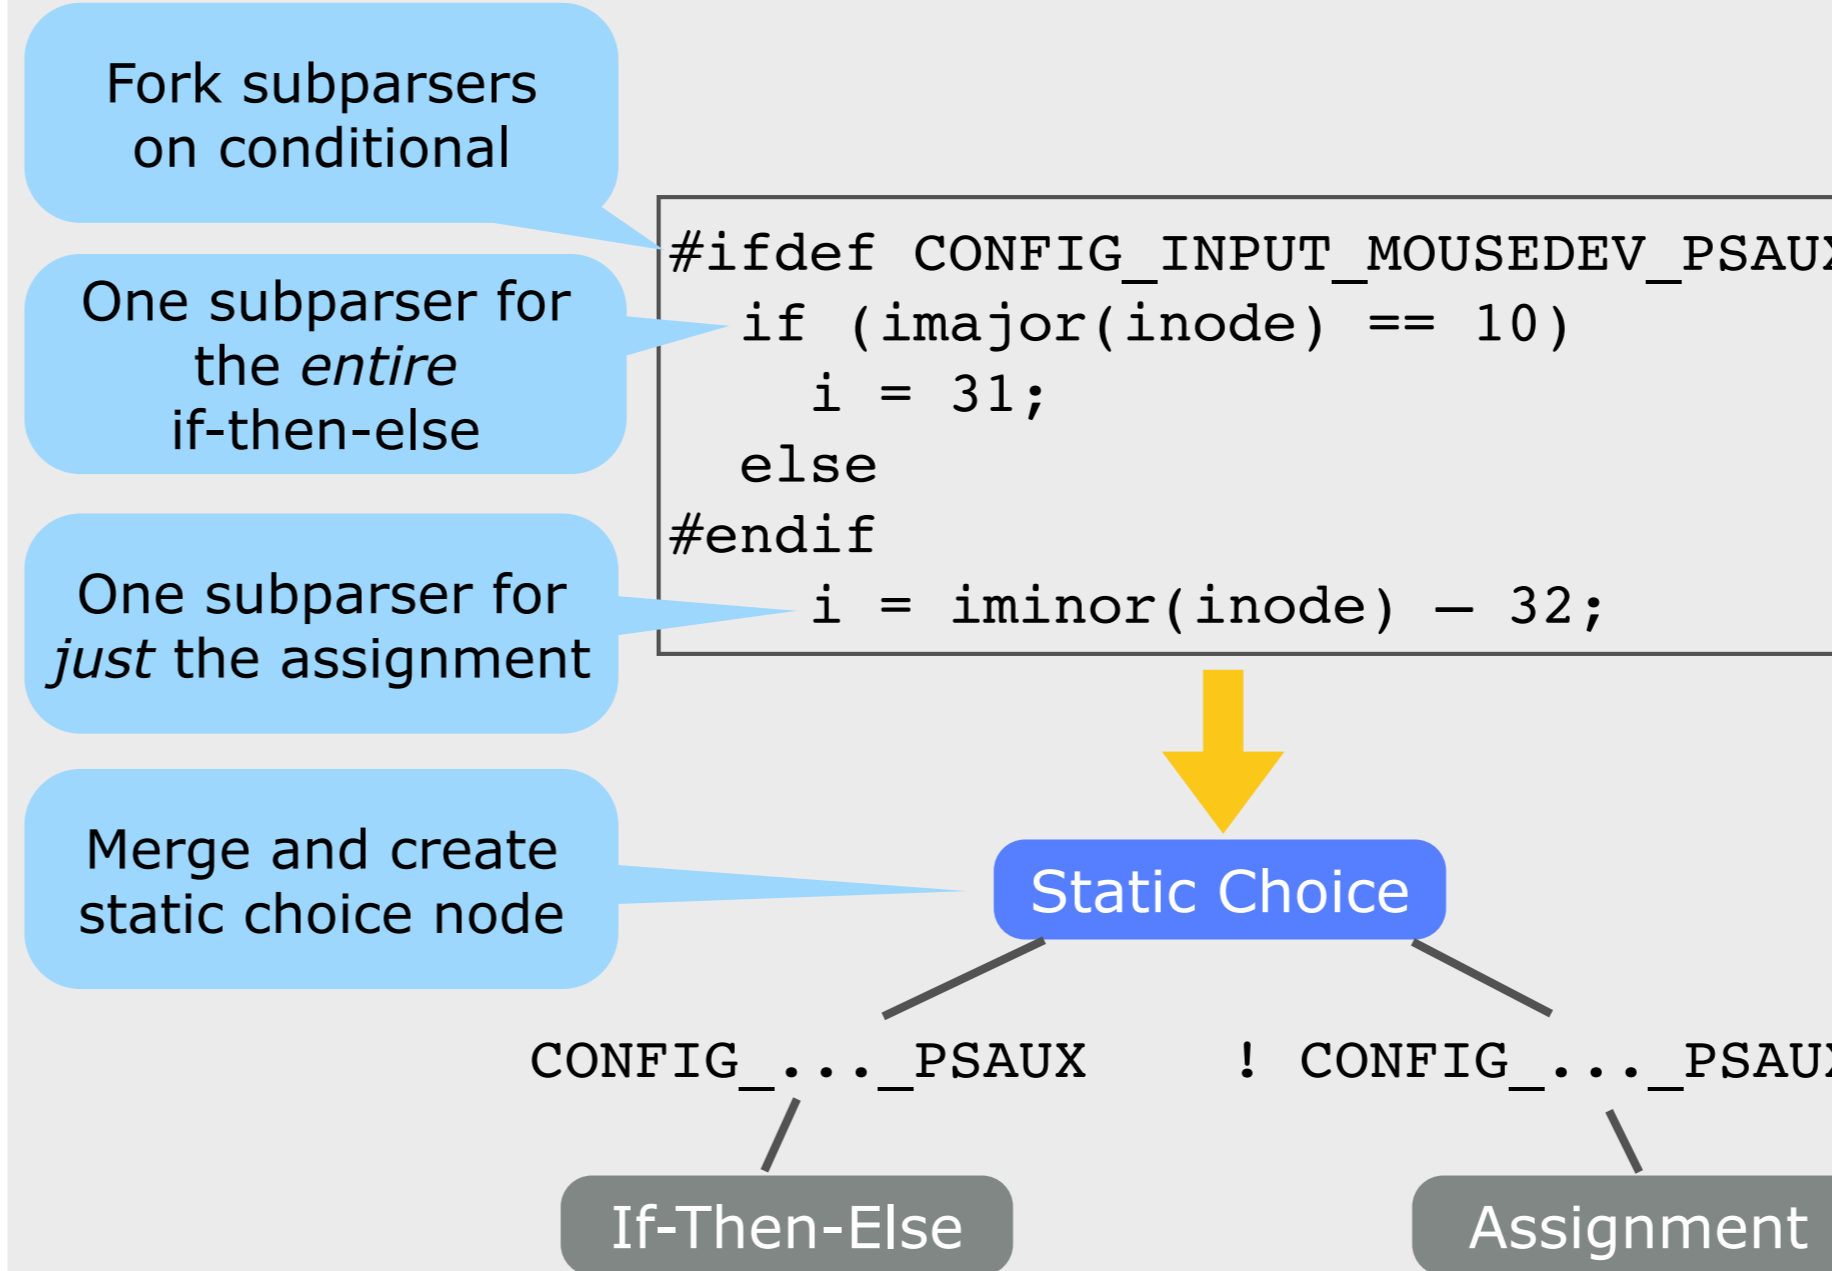 Fork subparsers
on conditional
One subparser for
the entire
if-then-else
One subparser for
just the assignment
Merge and create
static choice node
#ifdef CONFIG_INPUT_MOUSEDEV_PSAUX
if (imajor(inode) == 10)
i = 31;
else
#endif
i = iminor(inode) – 32;
Static Choice
CONFIG_..._PSAUX ! CONFIG_..._PSAUX
If-Then-Else Assignment